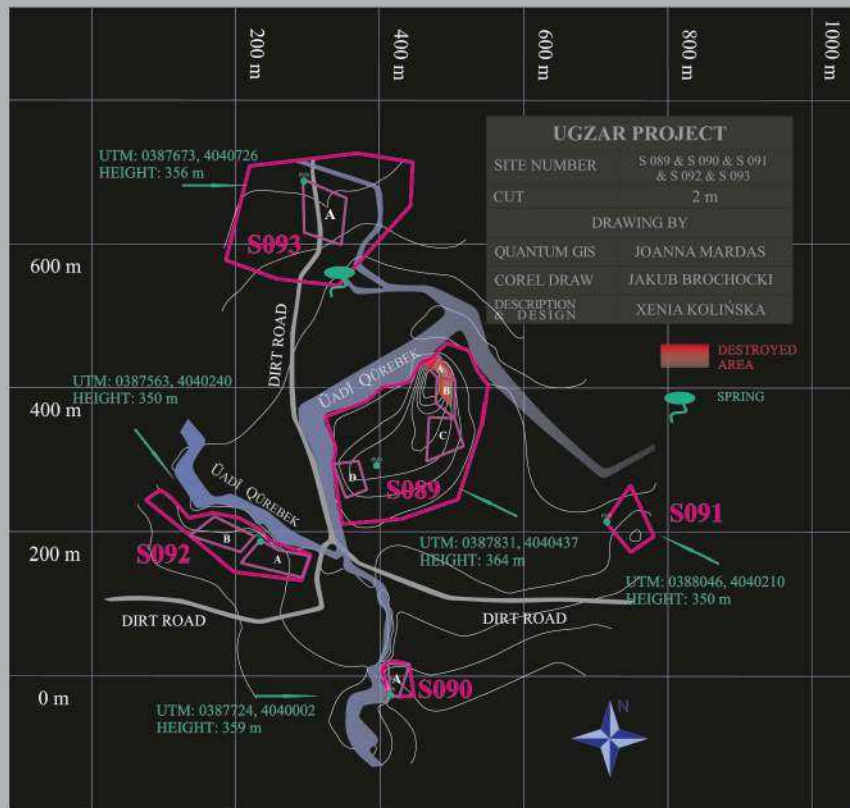 200 m
400 m
600 m
800 m
1000 m
UGZAR PROJECT
SITE NUMBER S 089 & S 090 & S 091
& S 092 & S 093
CUT 2 m
DRAWING BY
QUANTUM GIS JOANNA MARDAS
COREL DRAW JAKUB BROCHOCKI
DESCRIPTION
& DESIGN XENIA KOLIŃSKA
UTM: 0387673, 4040726
HEIGHT: 356 m
A
S093
600 m
DIRT ROAD
DESTROYED
AREA
SPRING
UTM: 0387563, 4040240
HEIGHT: 350 m
400 m
ÜADÎ QÜREBEK
A
B
C
D
S089
ÜADÎ QÜREBEK
S091
B
A
S092
200 m
UTM: 0387831, 4040437
HEIGHT: 364 m
UTM: 0388046, 4040210
HEIGHT: 350 m
DIRT ROAD
DIRT ROAD
A
S090
0 m
UTM: 0387724, 4040002
HEIGHT: 359 m
N